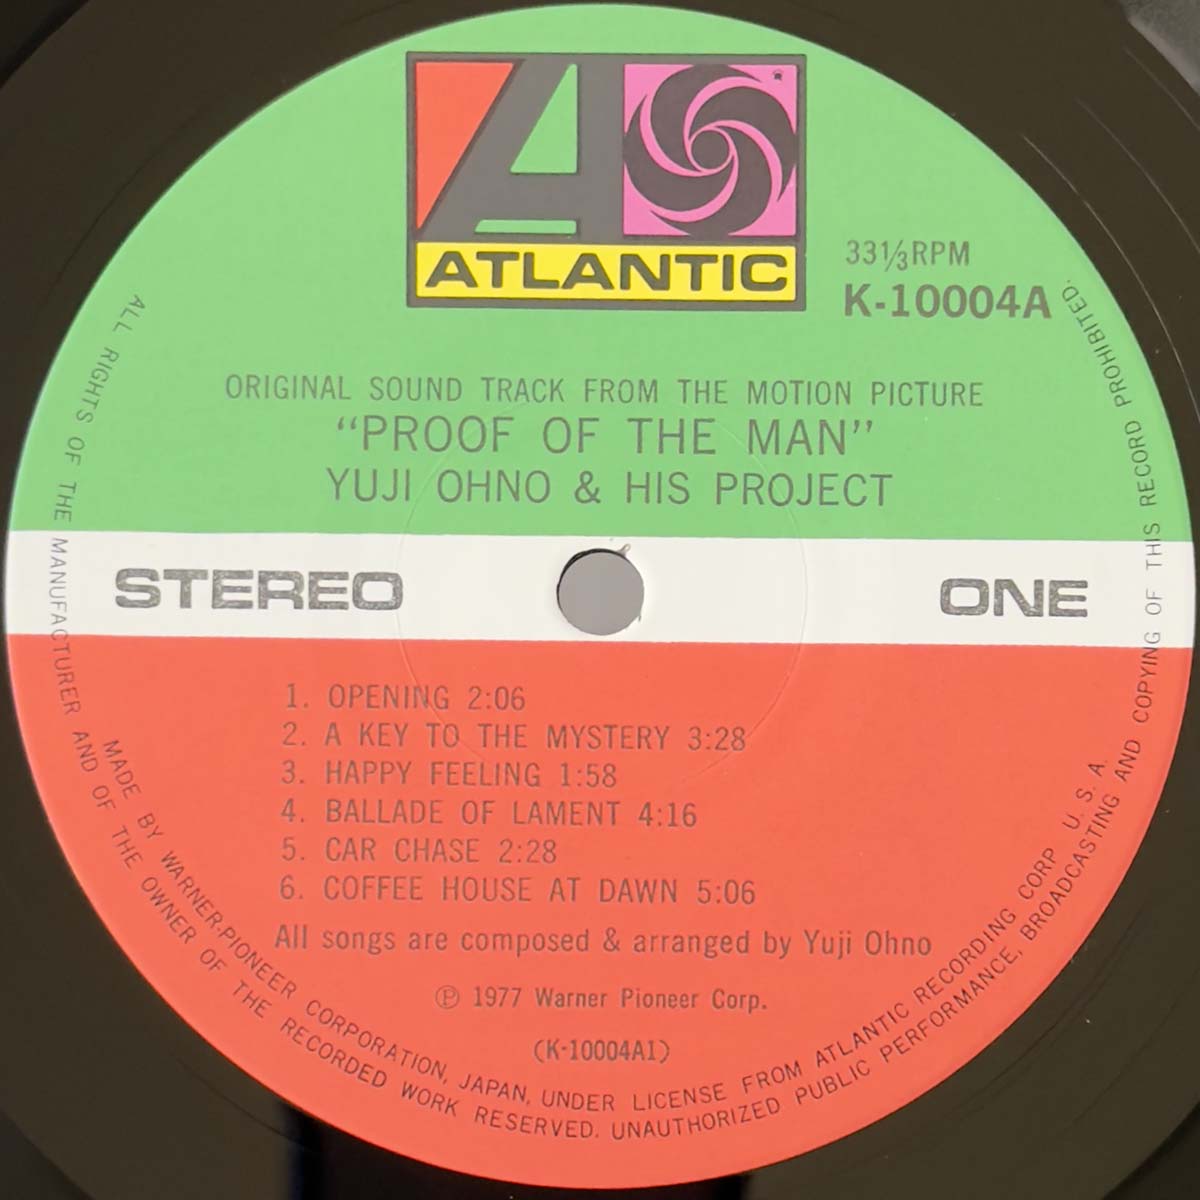 ATLANTIC
33⅓RPM
K-10004A
ORIGINAL SOUND TRACK FROM THE MOTION PICTURE
“PROOF OF THE MAN”
YUJI OHNO & HIS PROJECT
STEREO
ONE
1. OPENING 2:06
2. A KEY TO THE MYSTERY 3:28
3. HAPPY FEELING 1:58
4. BALLADE OF LAMENT 4:16
5. CAR CHASE 2:28
6. COFFEE HOUSE AT DAWN 5:06
All songs are composed & arranged by Yuji Ohno
℗ 1977 Warner Pioneer Corp.
(K-10004A1)
MADE BY WARNER-PIONEER CORPORATION, JAPAN, UNDER LICENSE FROM ATLANTIC RECORDING CORP U. S. A.
ALL RIGHTS OF THE MANUFACTURER AND OF THE OWNER OF THE RECORDED WORK RESERVED. UNAUTHORIZED PUBLIC PERFORMANCE, BROADCASTING AND COPYING OF THIS RECORD PROHIBITED.